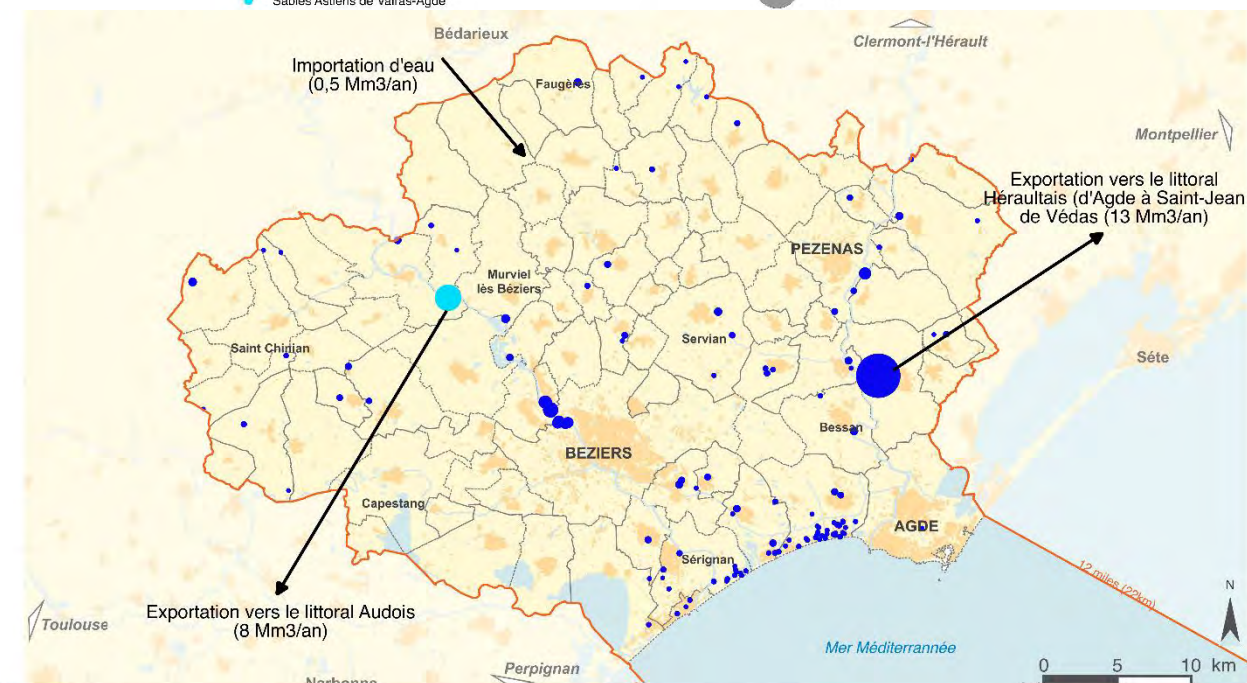 Sables Astiens de Valras-Agde
Bédarieux
Clermont-l'Hérault
Importation d'eau
(0,5 Mm3/an)
Faugères
Montpellier
Exportation vers le littoral
Héraultais (d'Agde à Saint-Jean
de Védas (13 Mm3/an)
PEZENAS
Murviel
lès Béziers
Servian
Saint Chinian
Séte
Bessan
BEZIERS
Capestang
AGDE
Sérignan
12 miles (22km)
N
Exportation vers le littoral Audois
(8 Mm3/an)
Toulouse
Mer Méditerrannée
Perpignan
0 5 10 km
Narbonne